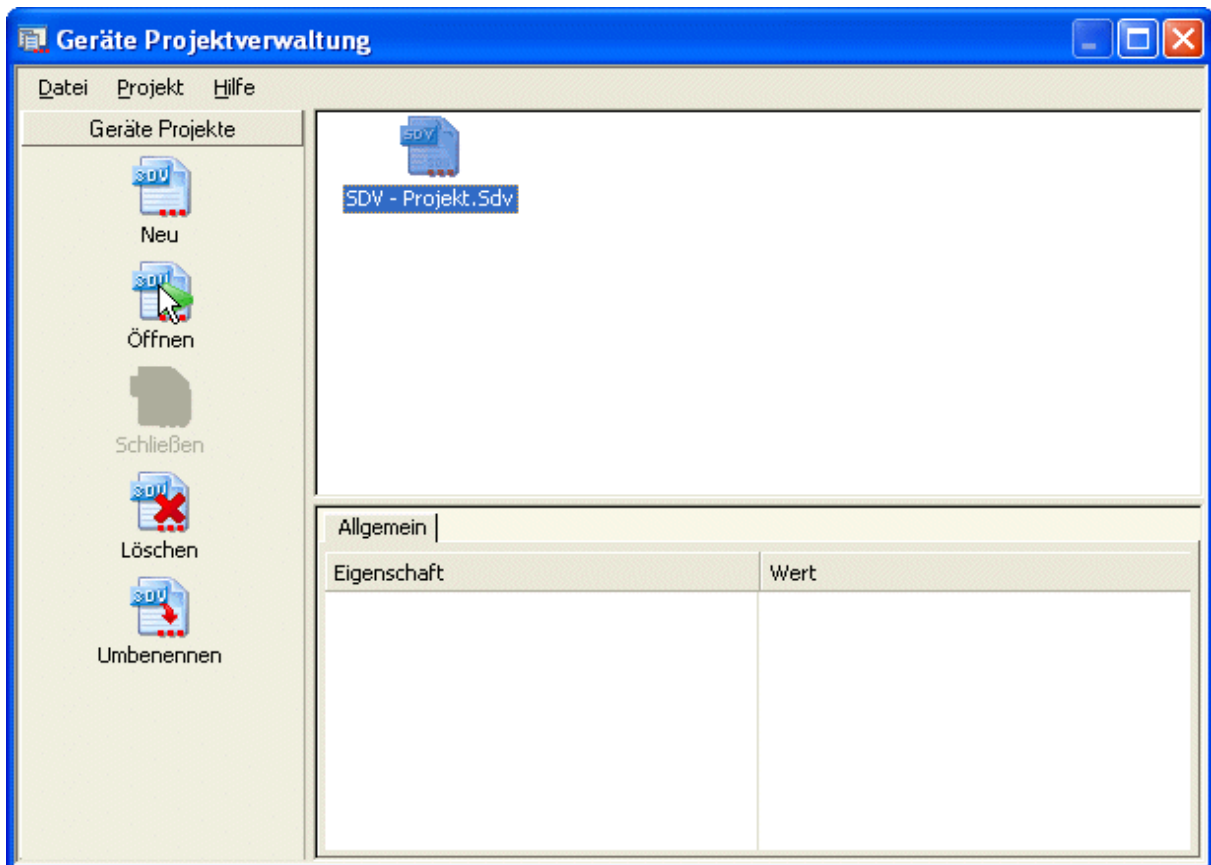 Geräte Projektverwaltung
Datei Projekt Hilfe
Geräte Projekte
SDV
Neu
SDV
Öffnen
Schließen
SDV
Löschen
SDV
Umbenennen
SDV
SDV - Projekt.Sdv
Allgemein
Eigenschaft Wert